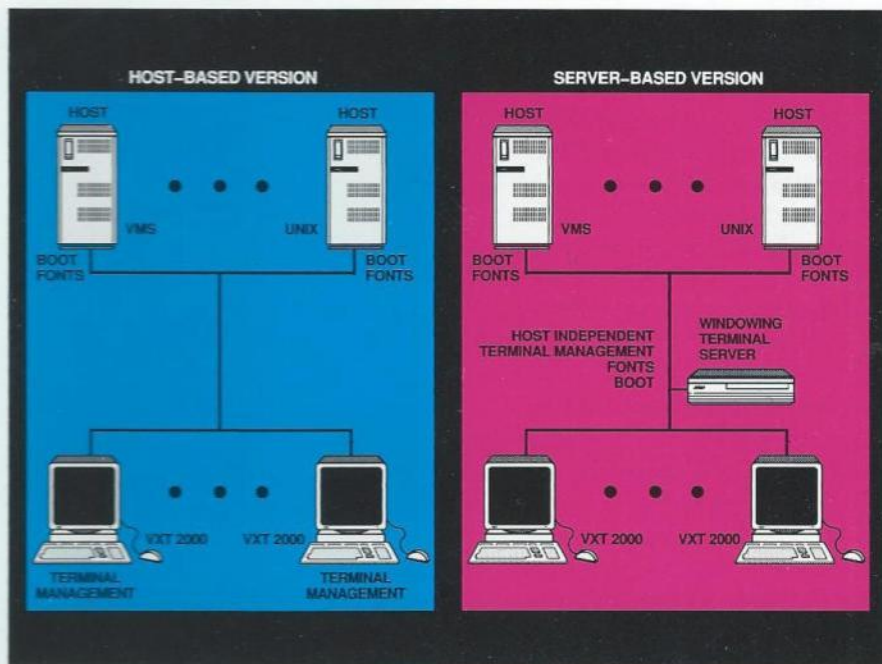 HOST-BASED VERSION
HOST
HOST
VMS
UNIX
BOOT
FONTS
BOOT
FONTS
VXT 2000
VXT 2000
TERMINAL
MANAGEMENT
TERMINAL
MANAGEMENT
SERVER-BASED VERSION
HOST
HOST
VMS
UNIX
BOOT
FONTS
BOOT
FONTS
HOST INDEPENDENT
TERMINAL MANAGEMENT
FONTS
BOOT
WINDOWING
TERMINAL
SERVER
VXT 2000
VXT 2000